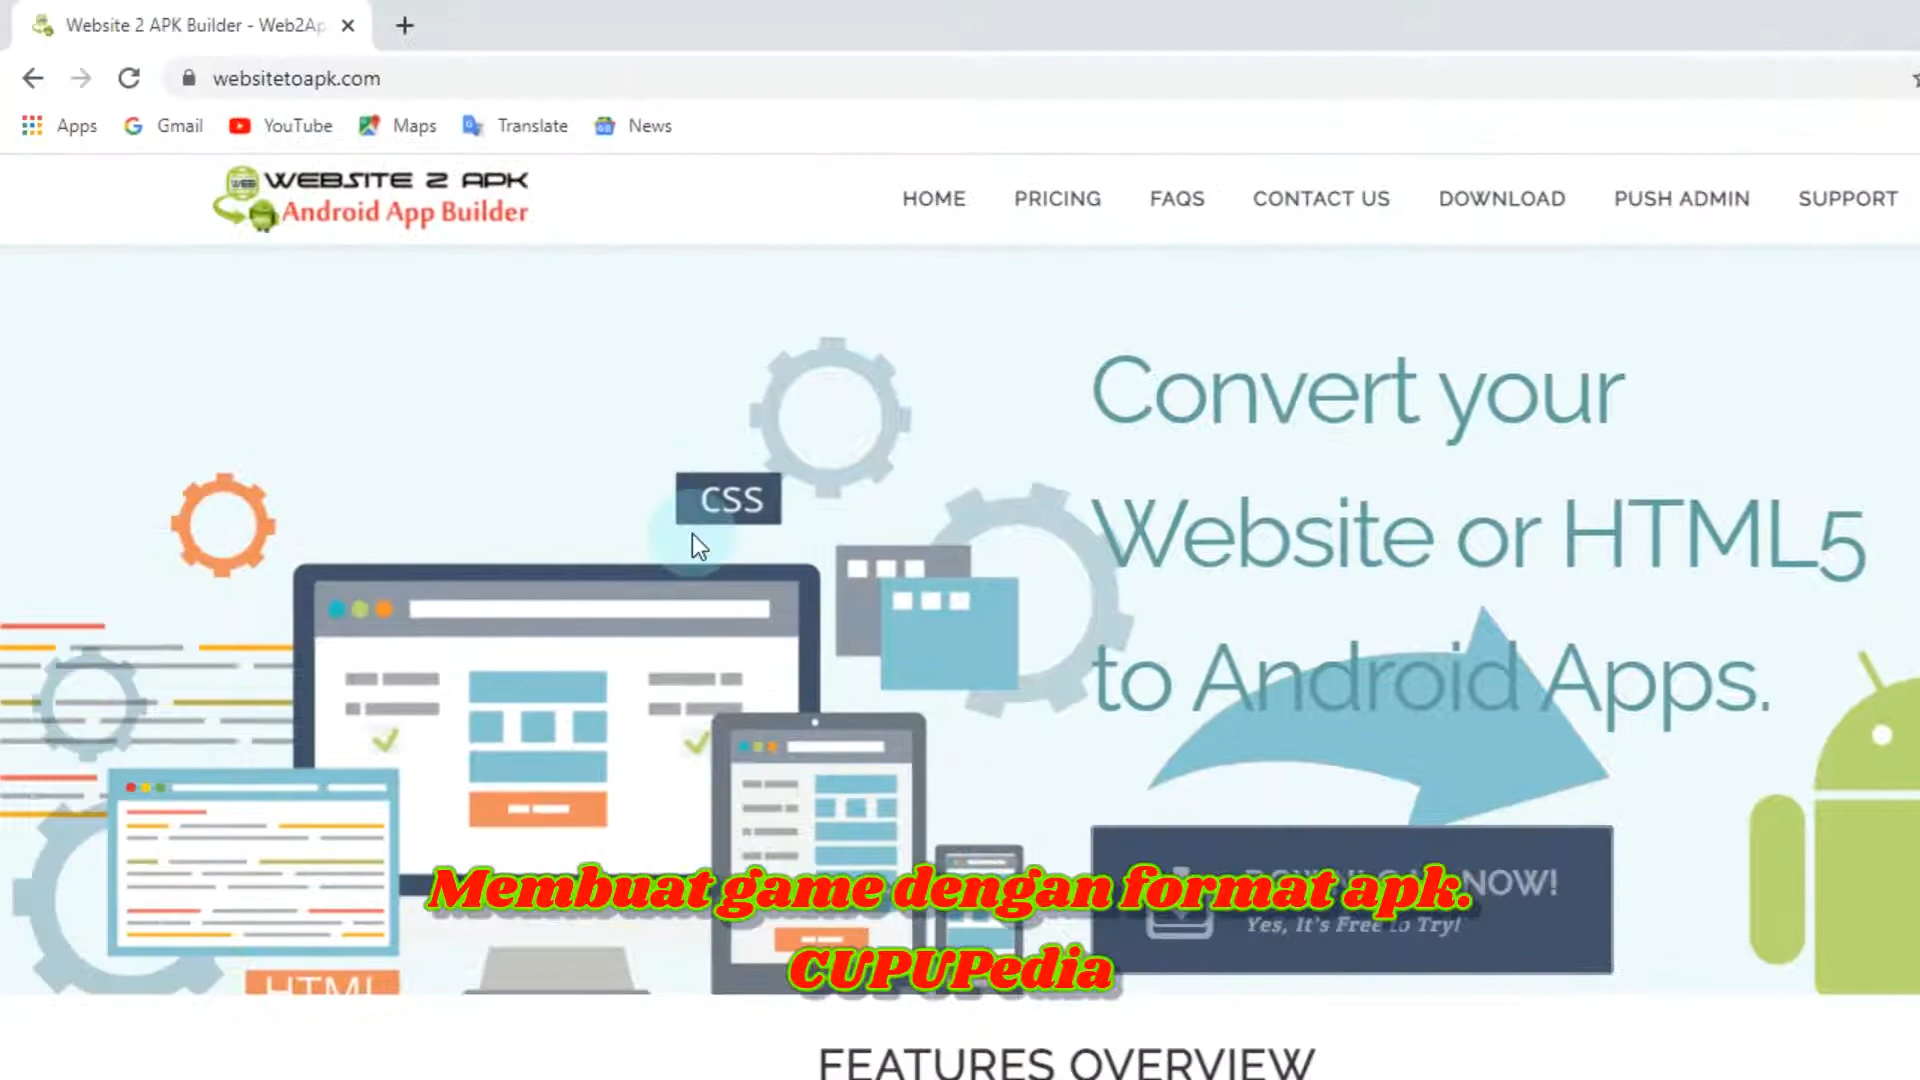 Website 2 APK Builder - Web2Ap
websitetoapk.com
Apps Gmail YouTube Maps Translate News
WEBSITE 2 APK
Android App Builder
HOME PRICING FAQS CONTACT US DOWNLOAD PUSH ADMIN SUPPORT
Convert your
Website or HTML5
to Android Apps.
CSS
NOW!
Yes, It's Free to Try!
HTML
Membuat game dengan format apk.
CUPUPedia
FEATURES OVERVIEW